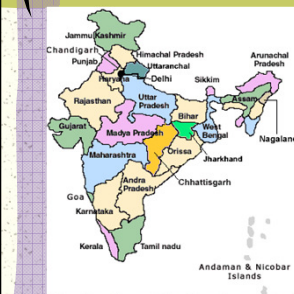 Jammu Kashmir
Chandigarh
Himachal Pradesh
Punjab
Uttaranchal
Arunachal
Pradesh
Haryana
Delhi
Sikkim
Rajasthan
Uttar
Pradesh
Assam
Bihar
Gujarat
Madya Pradesh
West
Bengal
Nagalan
Maharashtra
Orissa
Jharkhand
Chhattisgarh
Andra
Pradesh
Goa
Karnataka
Kerala
Tamil nadu
Andaman & Nicobar
Islands